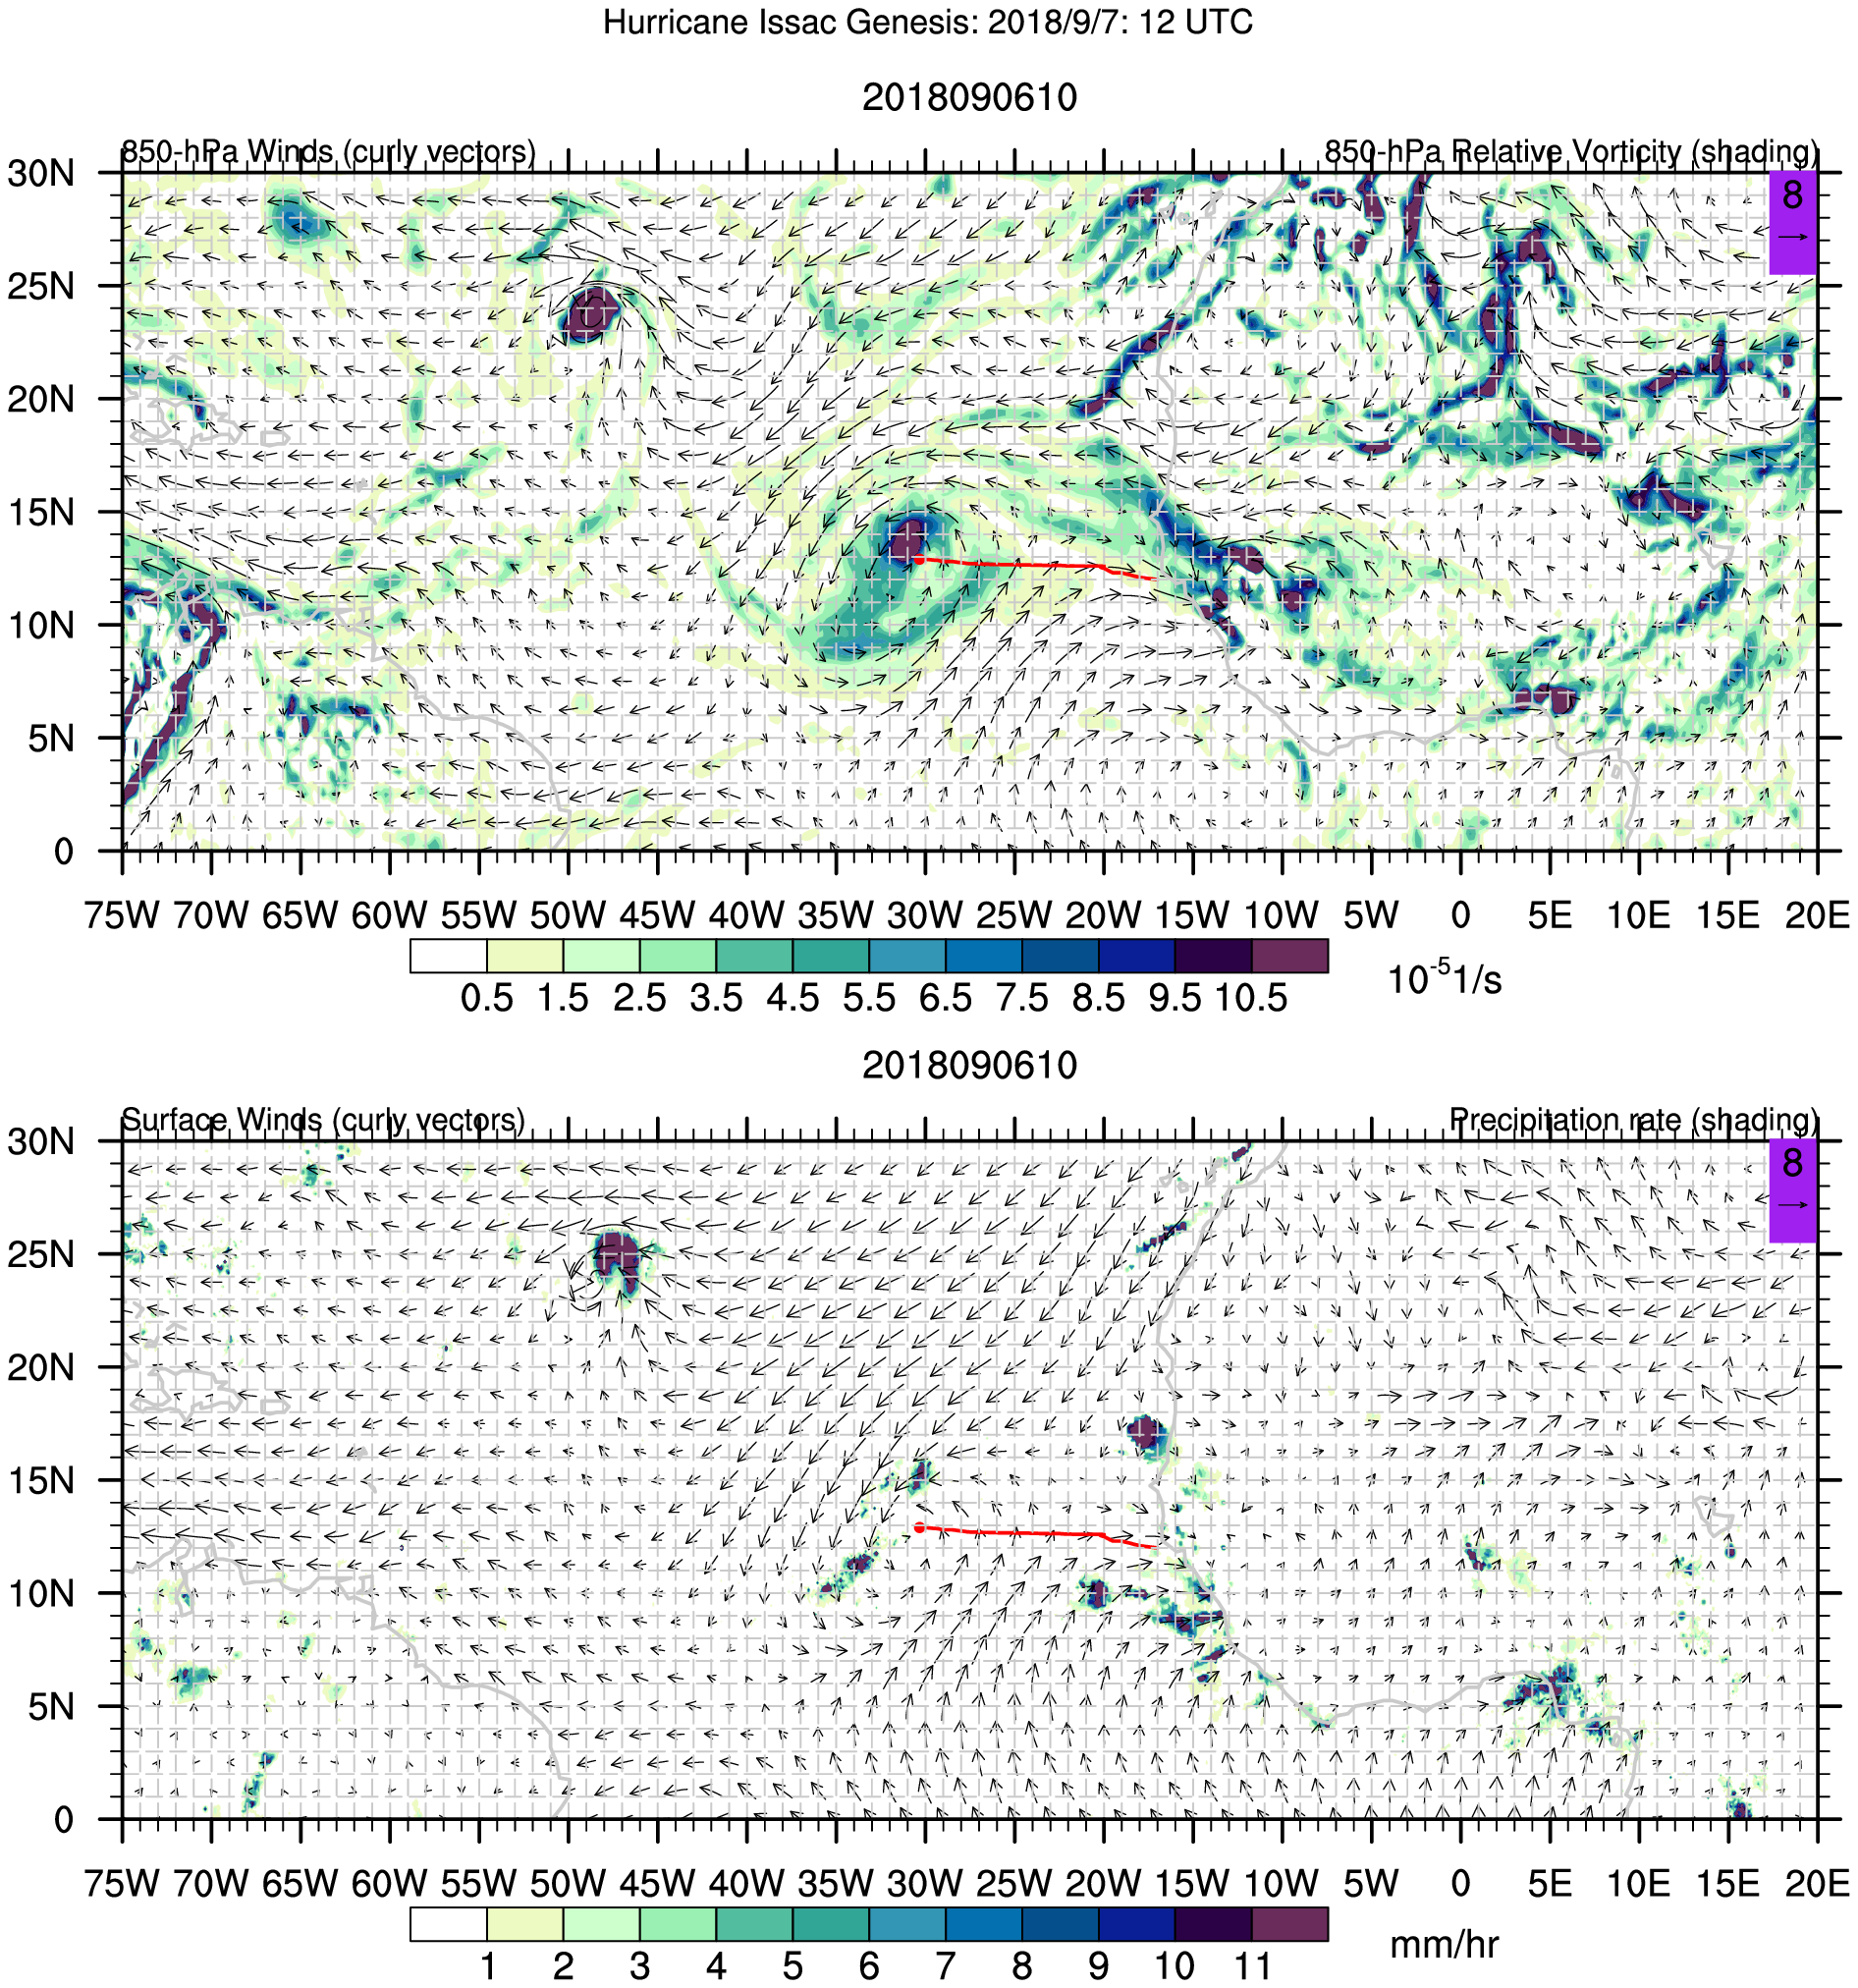 Hurricane Issac Genesis: 2018/9/7: 12 UTC
2018090610
850-hPa Winds (curly vectors)
850-hPa Relative Vorticity (shading)
8
30N
25N
20N
15N
10N
5N
0
75W 70W 65W 60W 55W 50W 45W 40W 35W 30W 25W 20W 15W 10W 5W 0 5E 10E 15E 20E
0.5 1.5 2.5 3.5 4.5 5.5 6.5 7.5 8.5 9.5 10.5
10⁻⁵1/s
2018090610
Surface Winds (curly vectors)
Precipitation rate (shading)
8
30N
25N
20N
15N
10N
5N
0
75W 70W 65W 60W 55W 50W 45W 40W 35W 30W 25W 20W 15W 10W 5W 0 5E 10E 15E 20E
1 2 3 4 5 6 7 8 9 10 11
mm/hr